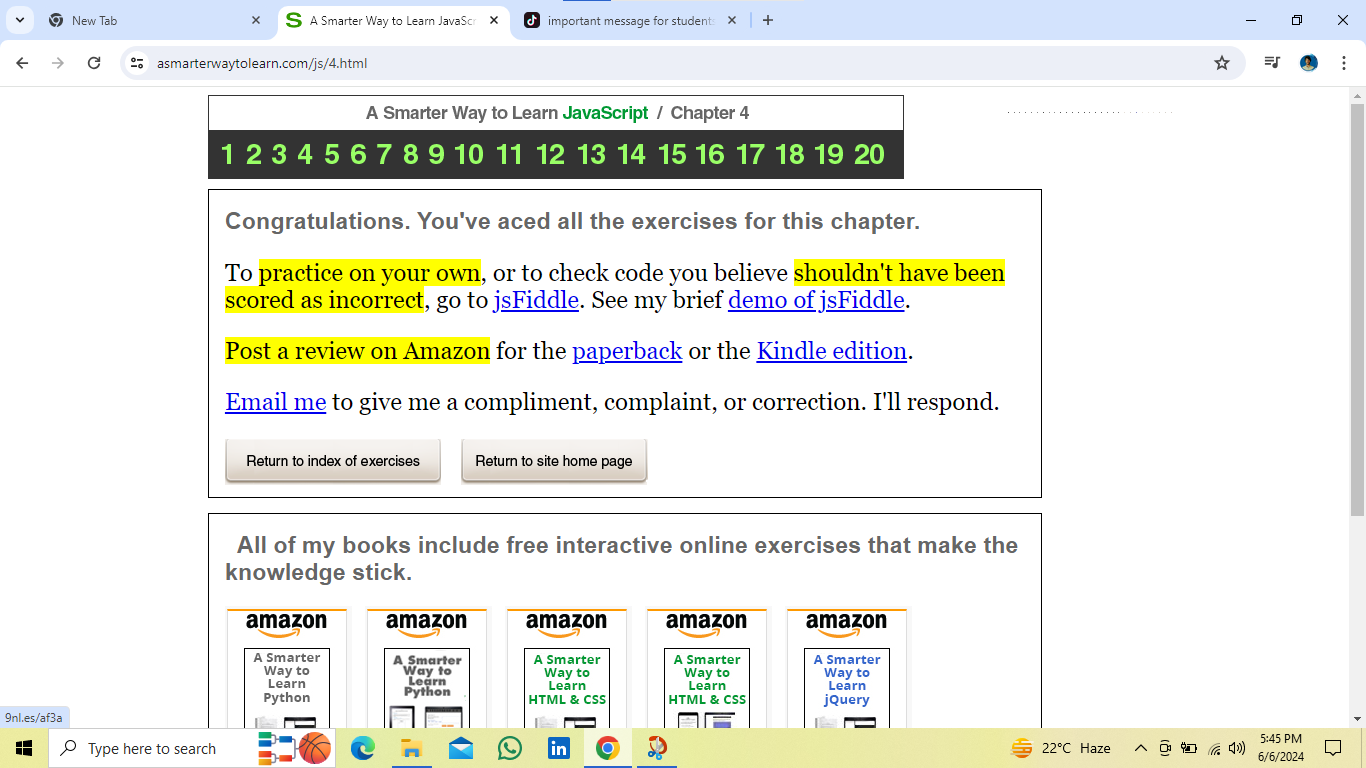 New Tab
A Smarter Way to Learn JavaScr
important message for students
asmarterwaytolearn.com/js/4.html
A Smarter Way to Learn JavaScript / Chapter 4
1 2 3 4 5 6 7 8 9 10 11 12 13 14 15 16 17 18 19 20
Congratulations. You've aced all the exercises for this chapter.
To practice on your own, or to check code you believe shouldn't have been
scored as incorrect, go to jsFiddle. See my brief demo of jsFiddle.
Post a review on Amazon for the paperback or the Kindle edition.
Email me to give me a compliment, complaint, or correction. I'll respond.
Return to index of exercises
Return to site home page
All of my books include free interactive online exercises that make the
knowledge stick.
amazon
amazon
amazon
amazon
amazon
A Smarter
Way to
Learn
Python
A Smarter
Way to
Learn
Python
A Smarter
Way to
Learn
HTML & CSS
A Smarter
Way to
Learn
HTML & CSS
A Smarter
Way to
Learn
jQuery
9nl.es/af3a
Type here to search
22°C Haze
5:45 PM
6/6/2024